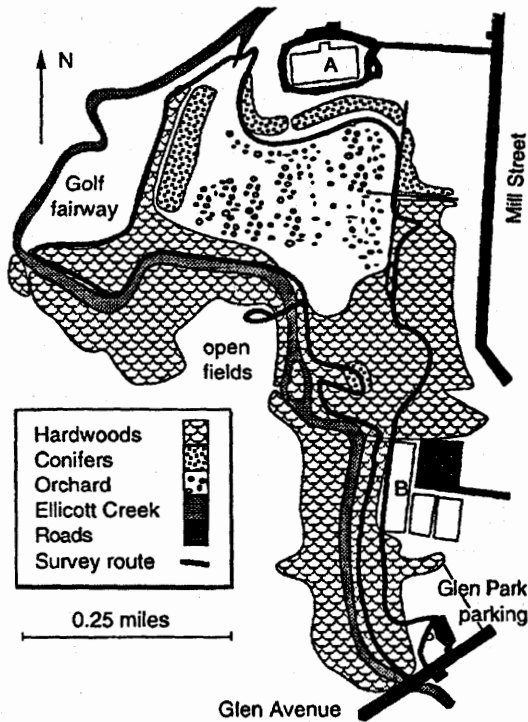 N
A
Mill Street
Golf
fairway
open
fields
Hardwoods
Conifers
Orchard
Ellicott Creek
Roads
Survey route
B
0.25 miles
Glen Park
parking
Glen Avenue